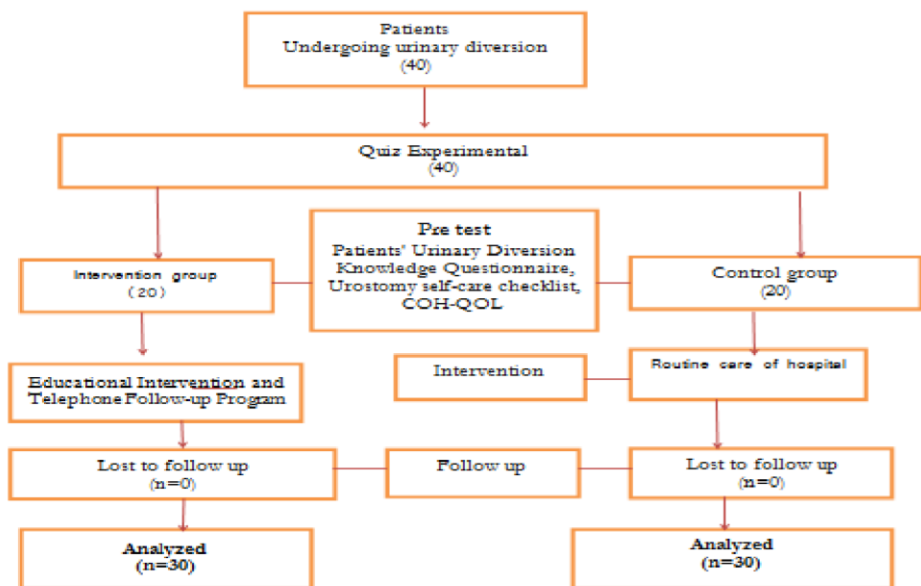 Patients
Undergoing urinary diversion
(40)
Quiz Experimental
(40)
Pre test
Patients' Urinary Diversion
Knowledge Questionnaire,
Urostomy self-care checklist,
COH-QOL
Intervention group
(20)
Control group
(20)
Intervention
Routine care of hospital
Educational Intervention and
Telephone Follow-up Program
Lost to follow up
(n=0)
Follow up
Lost to follow up
(n=0)
Analyzed
(n=30)
Analyzed
(n=30)